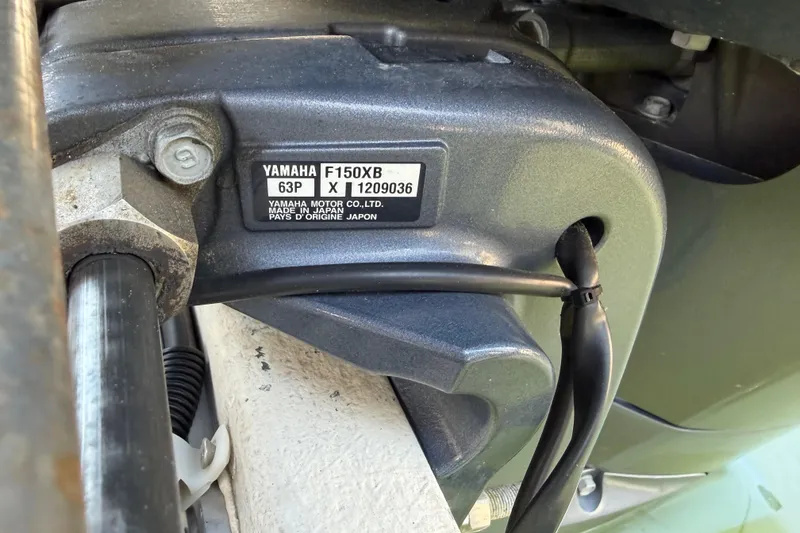 YAMAHA F150XB
63P X 1209036
YAMAHA MOTOR CO.,LTD.
MADE IN JAPAN
PAYS D'ORIGINE JAPON